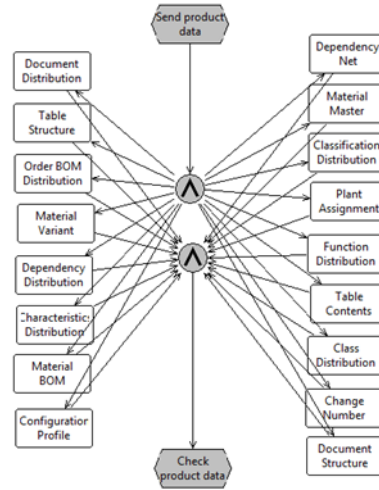 Send product
data
Document
Distribution
Table
Structure
Order BOM
Distribution
Material
Variant
Dependency
Distribution
Characteristics
Distribution
Material
BOM
Configuration
Profile
Dependency
Net
Material
Master
Classification
Distribution
Plant
Assignment
Function
Distribution
Table
Contents
Class
Distribution
Change
Number
Document
Structure
Check
product data